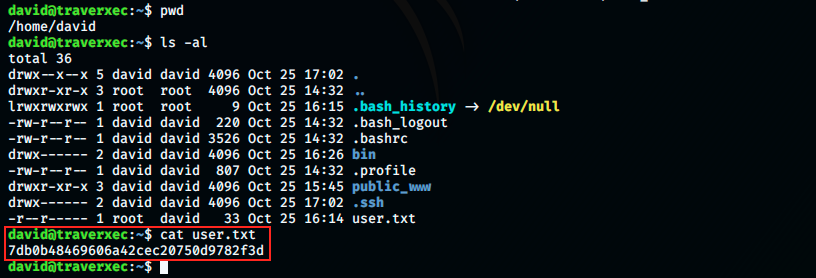 david@traverxec:~$ pwd
/home/david
david@traverxec:~$ ls -al
total 36
drwx--x--x 5 david david 4096 Oct 25 17:02 .
drwxr-xr-x 3 root  root  4096 Oct 25 14:32 ..
lrwxrwxrwx 1 root  root     9 Oct 25 16:15 .bash_history -> /dev/null
-rw-r--r-- 1 david david  220 Oct 25 14:32 .bash_logout
-rw-r--r-- 1 david david 3526 Oct 25 14:32 .bashrc
drwx------ 2 david david 4096 Oct 25 16:26 bin
-rw-r--r-- 1 david david  807 Oct 25 14:32 .profile
drwxr-xr-x 3 david david 4096 Oct 25 15:45 public_www
drwx------ 2 david david 4096 Oct 25 17:02 .ssh
-r--r----- 1 root  david   33 Oct 25 16:14 user.txt
david@traverxec:~$ cat user.txt
7db0b48469606a42cec20750d9782f3d
david@traverxec:~$